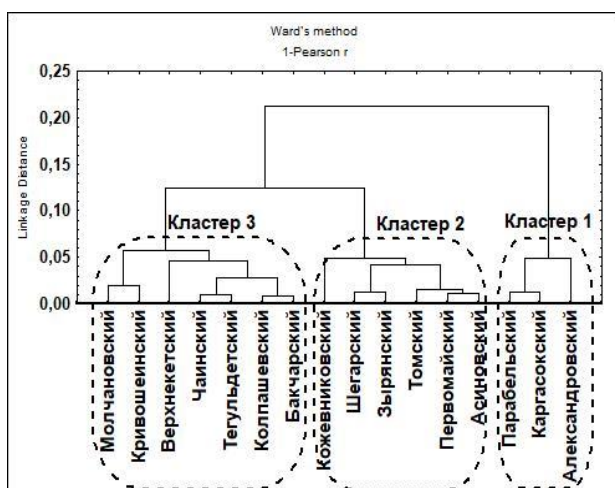 Ward's method
1-Pearson r
0,25
0,20
0,15
0,10
0,05
0,00
Linkage Distance
Кластер 3
Кластер 2
Кластер 1
Молчановский
Кривошеинский
Верхнекетский
Чаинский
Тегульдетский
Колпашевский
Бакчарский
Кожевниковский
Шегарский
Зырянский
Томский
Первомайский
Асиновский
Парабельский
Каргасокский
Александровский